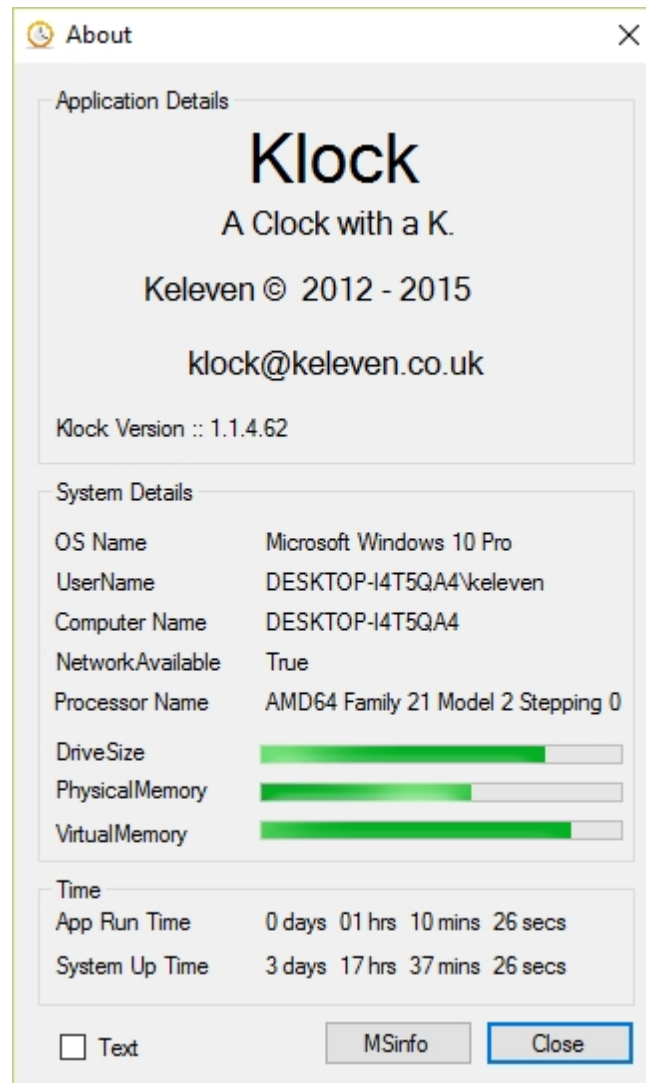 About
Application Details
Klock
A Clock with a K.
Keleven © 2012 - 2015
klock@keleven.co.uk
Klock Version :: 1.1.4.62
System Details
OS Name Microsoft Windows 10 Pro
UserName DESKTOP-I4T5QA4\keleven
Computer Name DESKTOP-I4T5QA4
NetworkAvailable True
Processor Name AMD64 Family 21 Model 2 Stepping 0
DriveSize
PhysicalMemory
VirtualMemory
Time
App Run Time 0 days 01 hrs 10 mins 26 secs
System Up Time 3 days 17 hrs 37 mins 26 secs
Text MSinfo Close